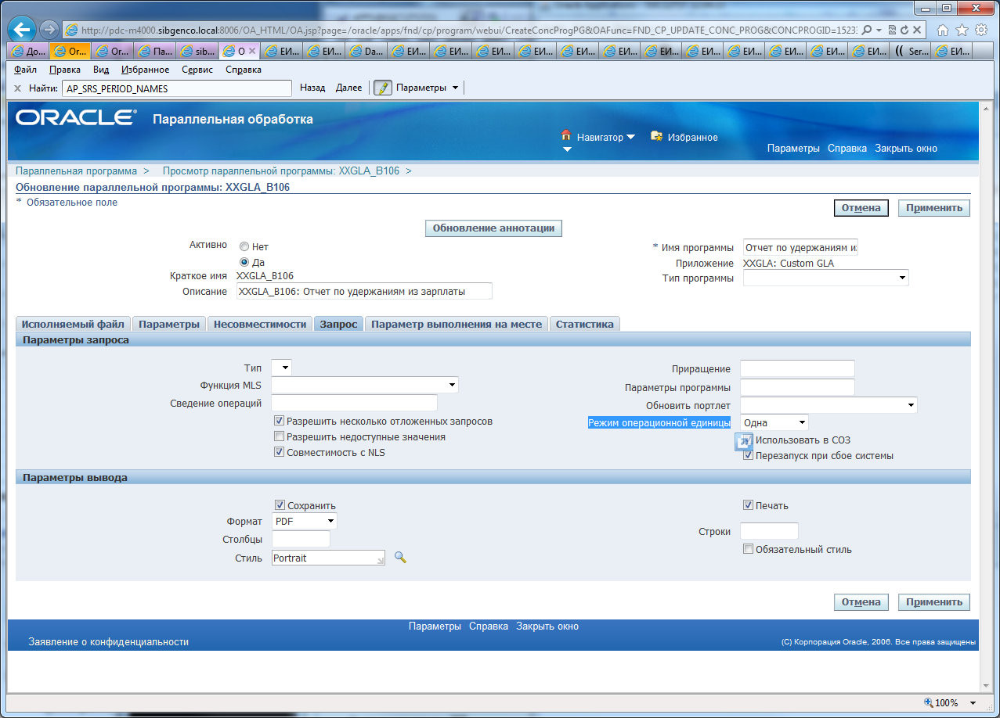 http://pdc-m4000.sibgenco.local:8006/OA_HTML/OA.jsp?page=/oracle/apps/fnd/cp/program/webui/CreateConcProgPG&OAFunc=FND_CP_UPDATE_CONC_PROG&CONCPROGID=1523
До... Or... Or... Па... sib... O ЕИ... ЕИ... Da... ЕИ... ЕИ... ЕИ... ЕИ... ЕИ... ЕИ... ЕИ... ЕИ... ЕИ... ЕИ... ЕИ... ЕИ... Ser... ЕИ...
Файл Правка Вид Избранное Сервис Справка
Найти: AP_SRS_PERIOD_NAMES Назад Далее Параметры
ORACLE® Параллельная обработка
Навигатор Избранное
Параметры Справка Закрыть окно
Параллельная программа > Просмотр параллельной программы: XXGLA_B106 >
Обновление параллельной программы: XXGLA_B106
* Обязательное поле
Отмена Применить
Обновление аннотации
Активно Нет
Да
Краткое имя XXGLA_B106
Описание XXGLA_B106: Отчет по удержаниям из зарплаты
* Имя программы Отчет по удержаниям и
Приложение XXGLA: Custom GLA
Тип программы
Исполняемый файл Параметры Несовместимости Запрос Параметр выполнения на месте Статистика
Параметры запроса
Тип
Функция MLS
Сведение операций
Разрешить несколько отложенных запросов
Разрешить недоступные значения
Совместимость с NLS
Приращение
Параметры программы
Обновить портлет
Режим операционной единицы Одна
Использовать в СОЗ
Перезапуск при сбое системы
Параметры вывода
Сохранить
Формат PDF
Столбцы
Стиль Portrait
Печать
Строки
Обязательный стиль
Отмена Применить
Параметры Справка Закрыть окно
Заявление о конфиденциальности
(C) Корпорация Oracle, 2006. Все права защищены
100%